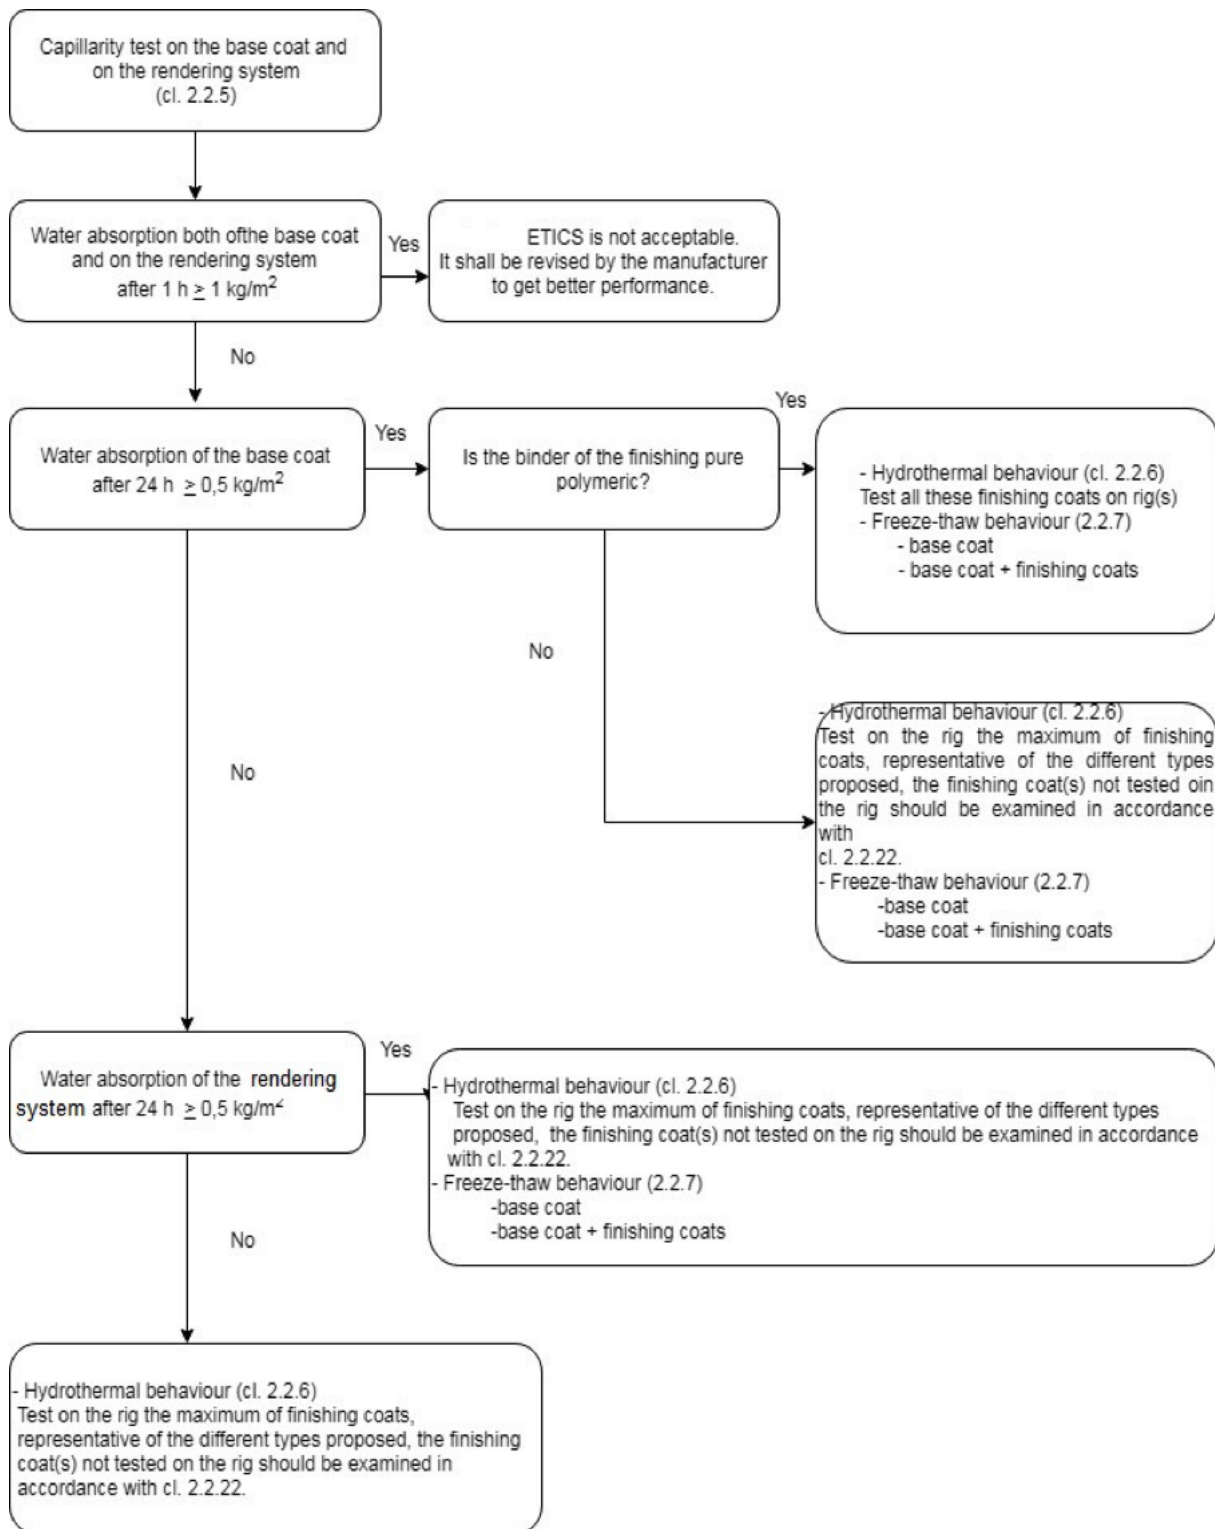 Capillarity test on the base coat and
on the rendering system
(cl. 2.2.5)
Water absorption both ofthe base coat
and on the rendering system
after 1 h ≥ 1 kg/m²
Yes
ETICS is not acceptable.
It shall be revised by the manufacturer
to get better performance.
No
Water absorption of the base coat
after 24 h ≥ 0,5 kg/m²
Yes
Is the binder of the finishing pure
polymeric?
Yes
- Hydrothermal behaviour (cl. 2.2.6)
Test all these finishing coats on rig(s)
- Freeze-thaw behaviour (2.2.7)
- base coat
- base coat + finishing coats
No
- Hydrothermal behaviour (cl. 2.2.6)
Test on the rig the maximum of finishing
coats, representative of the different types
proposed, the finishing coat(s) not tested oin
the rig should be examined in accordance
with
cl. 2.2.22.
- Freeze-thaw behaviour (2.2.7)
-base coat
-base coat + finishing coats
No
Water absorption of the rendering
system after 24 h ≥ 0,5 kg/m²
Yes
- Hydrothermal behaviour (cl. 2.2.6)
Test on the rig the maximum of finishing coats, representative of the different types
proposed, the finishing coat(s) not tested on the rig should be examined in accordance
with cl. 2.2.22.
- Freeze-thaw behaviour (2.2.7)
-base coat
-base coat + finishing coats
No
- Hydrothermal behaviour (cl. 2.2.6)
Test on the rig the maximum of finishing coats,
representative of the different types proposed, the finishing
coat(s) not tested on the rig should be examined in
accordance with cl. 2.2.22.